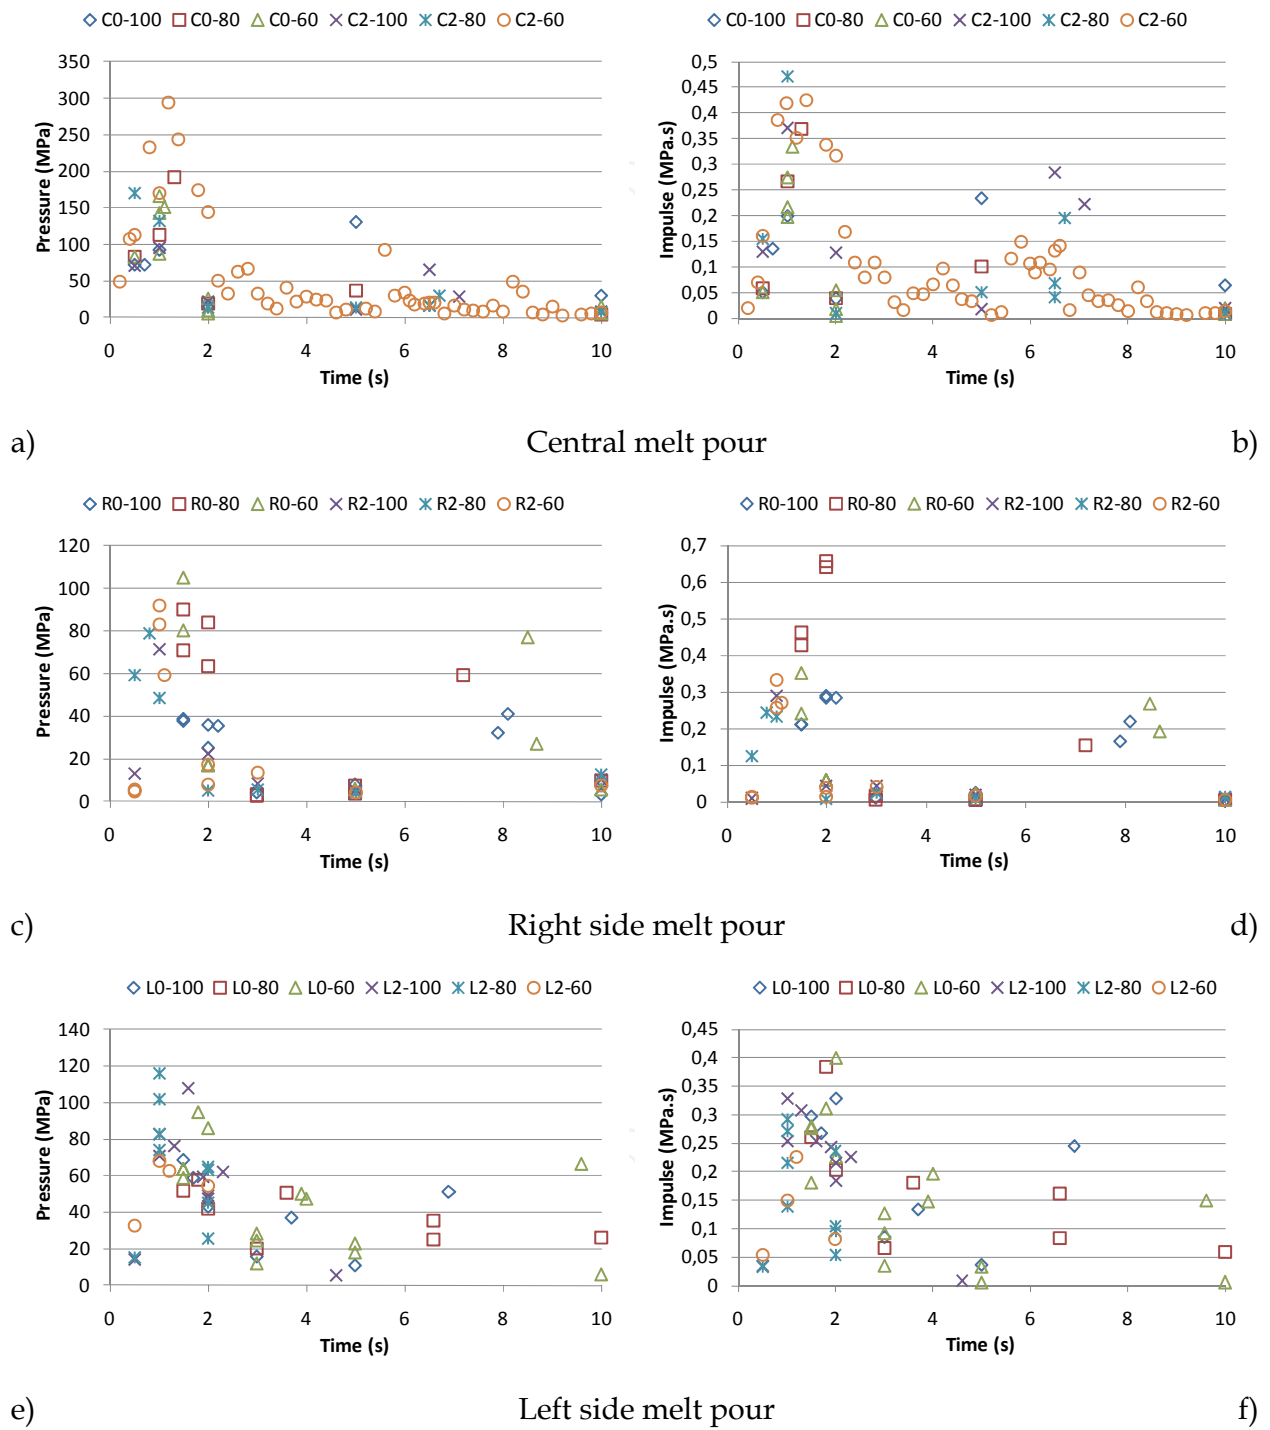 C0-100 C0-80 C0-60 C2-100 C2-80 C2-60
350
300
250
200
150
100
50
0
Pressure (MPa)
0 2 4 6 8 10
Time (s)
C0-100 C0-80 C0-60 C2-100 C2-80 C2-60
0,5
0,45
0,4
0,35
0,3
0,25
0,2
0,15
0,1
0,05
0
Impulse (MPa.s)
0 2 4 6 8 10
Time (s)
a) Central melt pour b)
R0-100 R0-80 R0-60 R2-100 R2-80 R2-60
120
100
80
60
40
20
0
Pressure (MPa)
0 2 4 6 8 10
Time (s)
R0-100 R0-80 R0-60 R2-100 R2-80 R2-60
0,7
0,6
0,5
0,4
0,3
0,2
0,1
0
Impulse (MPa.s)
0 2 4 6 8 10
Time (s)
c) Right side melt pour d)
L0-100 L0-80 L0-60 L2-100 L2-80 L2-60
140
120
100
80
60
40
20
0
Pressure (MPa)
0 2 4 6 8 10
Time (s)
L0-100 L0-80 L0-60 L2-100 L2-80 L2-60
0,45
0,4
0,35
0,3
0,25
0,2
0,15
0,1
0,05
0
Impulse (MPa.s)
0 2 4 6 8 10
Time (s)
e) Left side melt pour f)